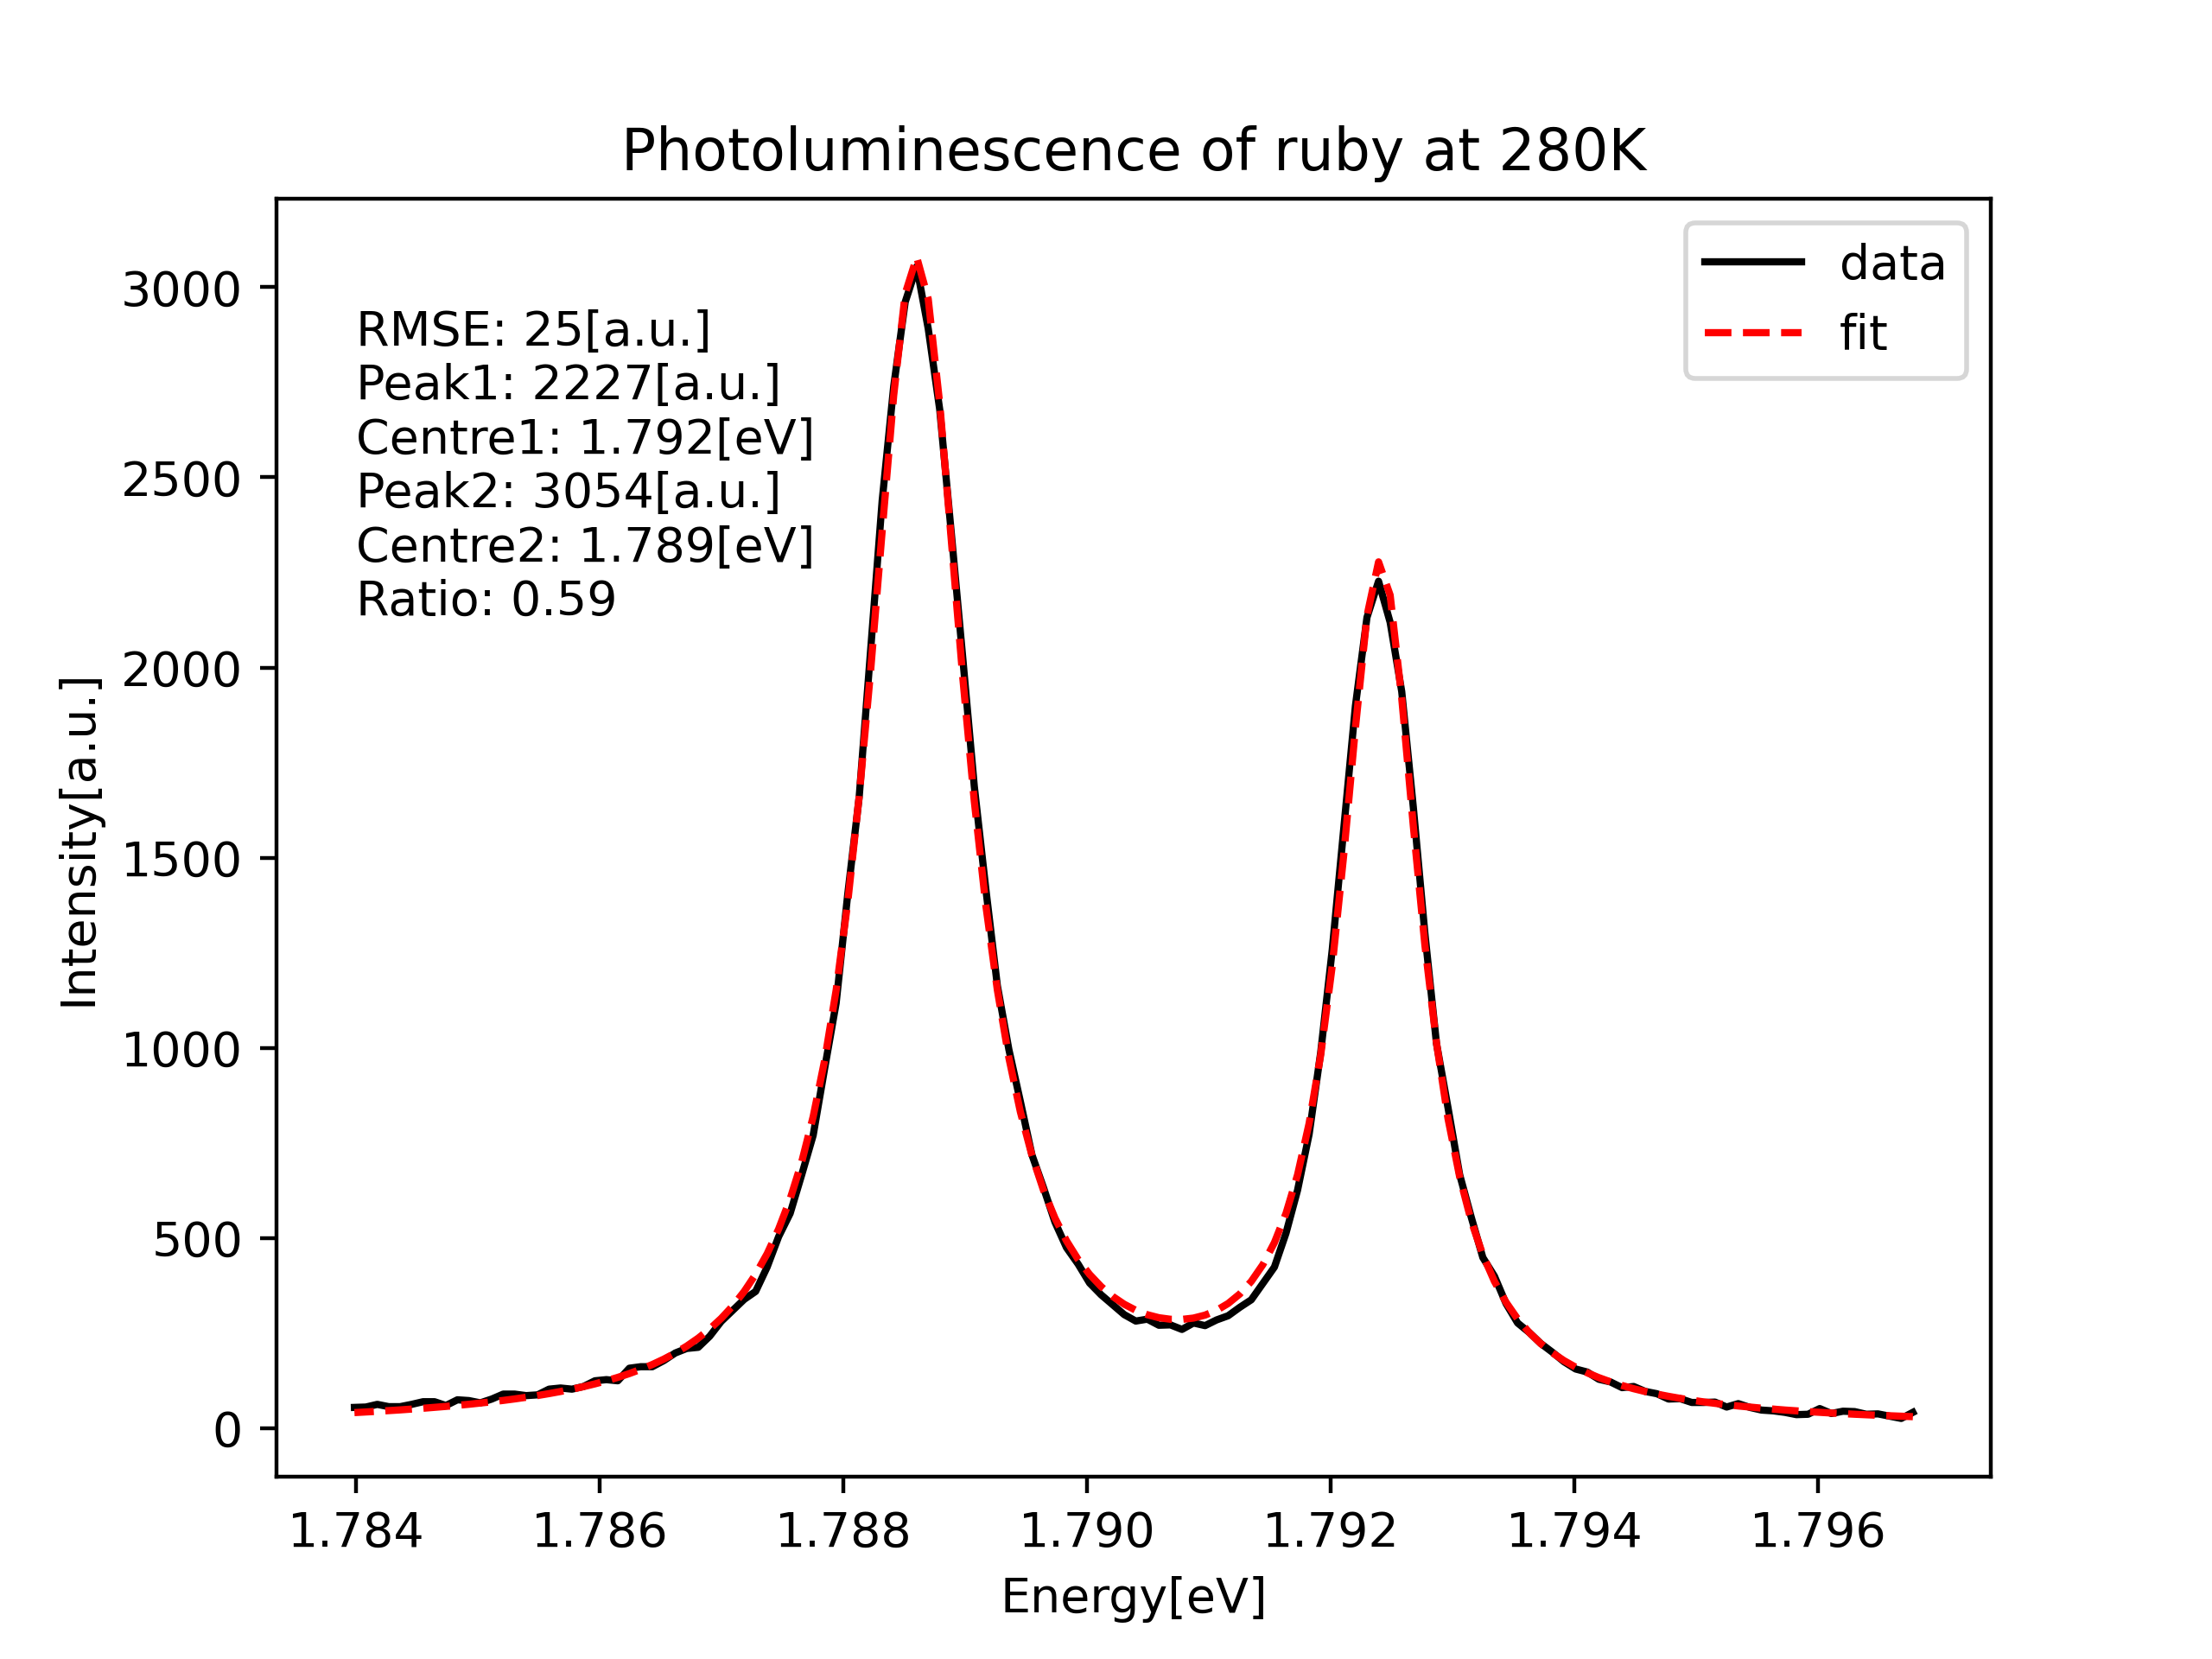 Photoluminescence of ruby at 280K
data
fit
RMSE: 25[a.u.]
Peak1: 2227[a.u.]
Centre1: 1.792[eV]
Peak2: 3054[a.u.]
Centre2: 1.789[eV]
Ratio: 0.59
Intensity[a.u.]
3000
2500
2000
1500
1000
500
0
1.784 1.786 1.788 1.790 1.792 1.794 1.796
Energy[eV]